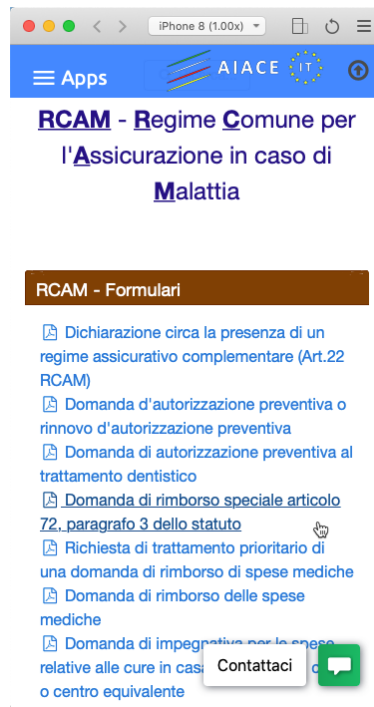 iPhone 8 (1.00x)
Apps
AIACE IT
RCAM - Regime Comune per
l'Assicurazione in caso di
Malattia
RCAM - Formulari
Dichiarazione circa la presenza di un
regime assicurativo complementare (Art.22
RCAM)
Domanda d'autorizzazione preventiva o
rinnovo d'autorizzazione preventiva
Domanda di autorizzazione preventiva al
trattamento dentistico
Domanda di rimborso speciale articolo
72, paragrafo 3 dello statuto
Richiesta di trattamento prioritario di
una domanda di rimborso di spese mediche
Domanda di rimborso delle spese
mediche
Domanda di impegnativa per le spese
relative alle cure in cas
o centro equivalente
Contattaci